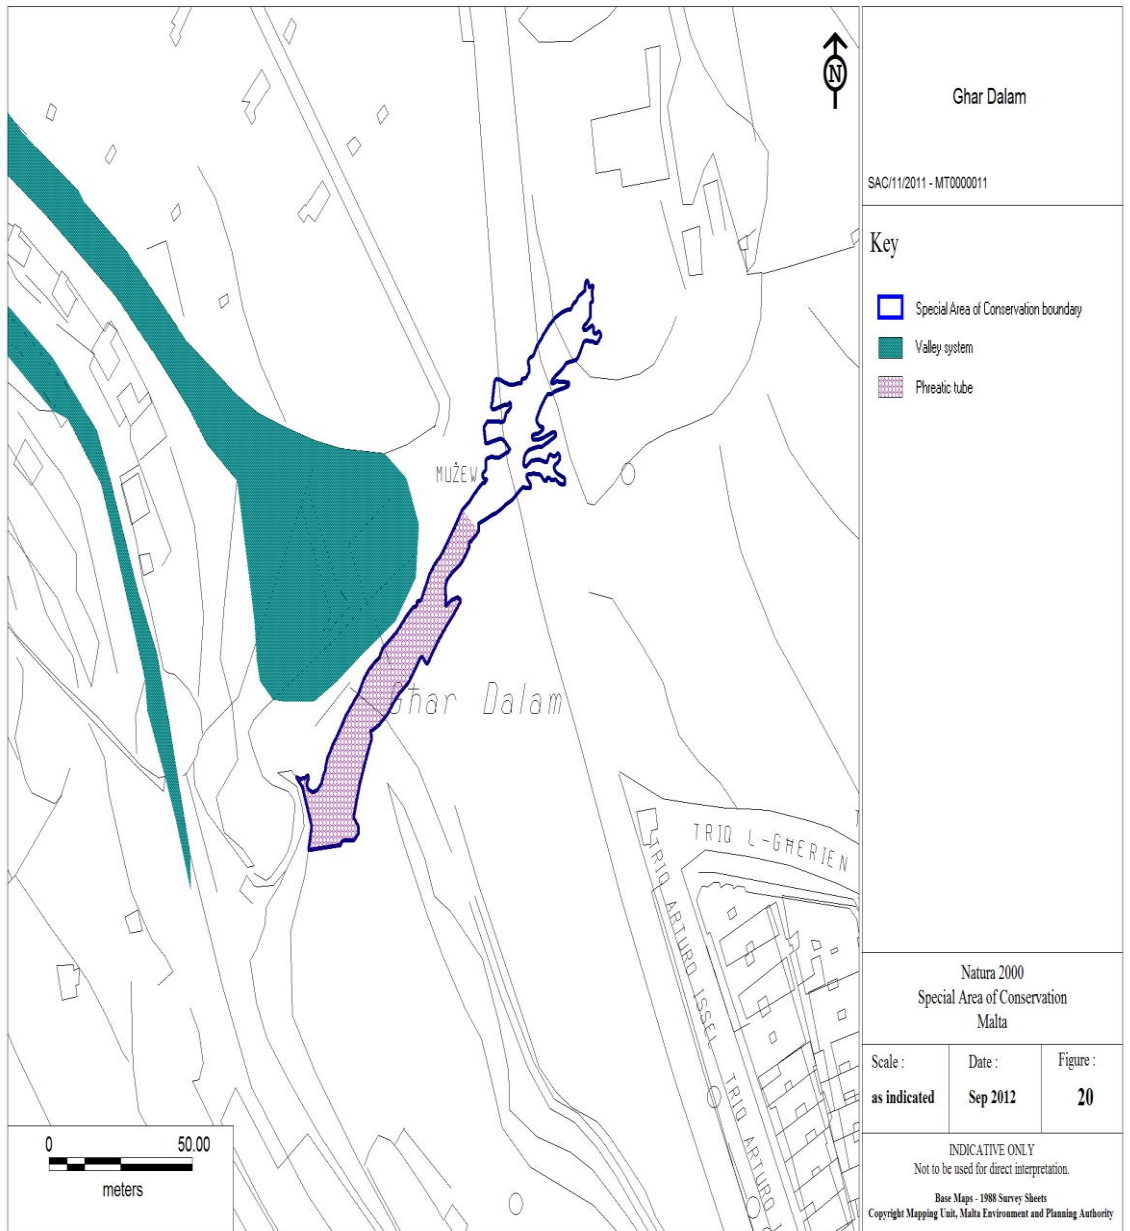 N
Ghar Dalam
SAC/11/2011 - MT0000011
Key
Special Area of Conservation boundary
Valley system
Phreatic tube
MUŻEW
Għar Dalam
TRIQ L-GĦERIEN
TRIQ ARTURO ISSEL
TRIQ ARTURO
0 50.00
meters
Natura 2000
Special Area of Conservation
Malta
Scale :
as indicated
Date :
Sep 2012
Figure :
20
INDICATIVE ONLY
Not to be used for direct interpretation.
Base Maps - 1988 Survey Sheets
Copyright Mapping Unit, Malta Environment and Planning Authority